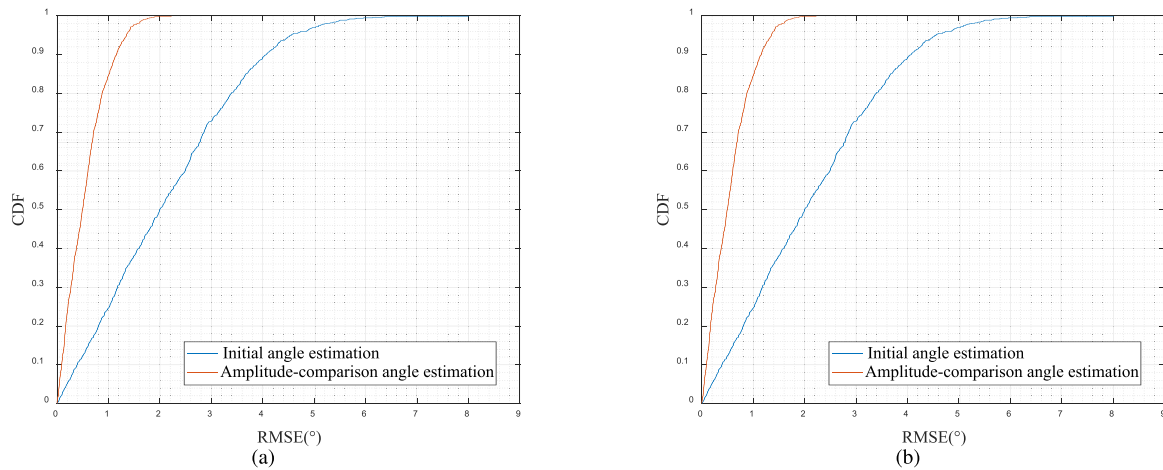 1
0.9
0.8
0.7
0.6
0.5
0.4
0.3
0.2
0.1
0
CDF
Initial angle estimation
Amplitude-comparison angle estimation
0 1 2 3 4 5 6 7 8 9
RMSE(°)
(a)
1
0.9
0.8
0.7
0.6
0.5
0.4
0.3
0.2
0.1
0
CDF
Initial angle estimation
Amplitude-comparison angle estimation
0 1 2 3 4 5 6 7 8 9
RMSE(°)
(b)